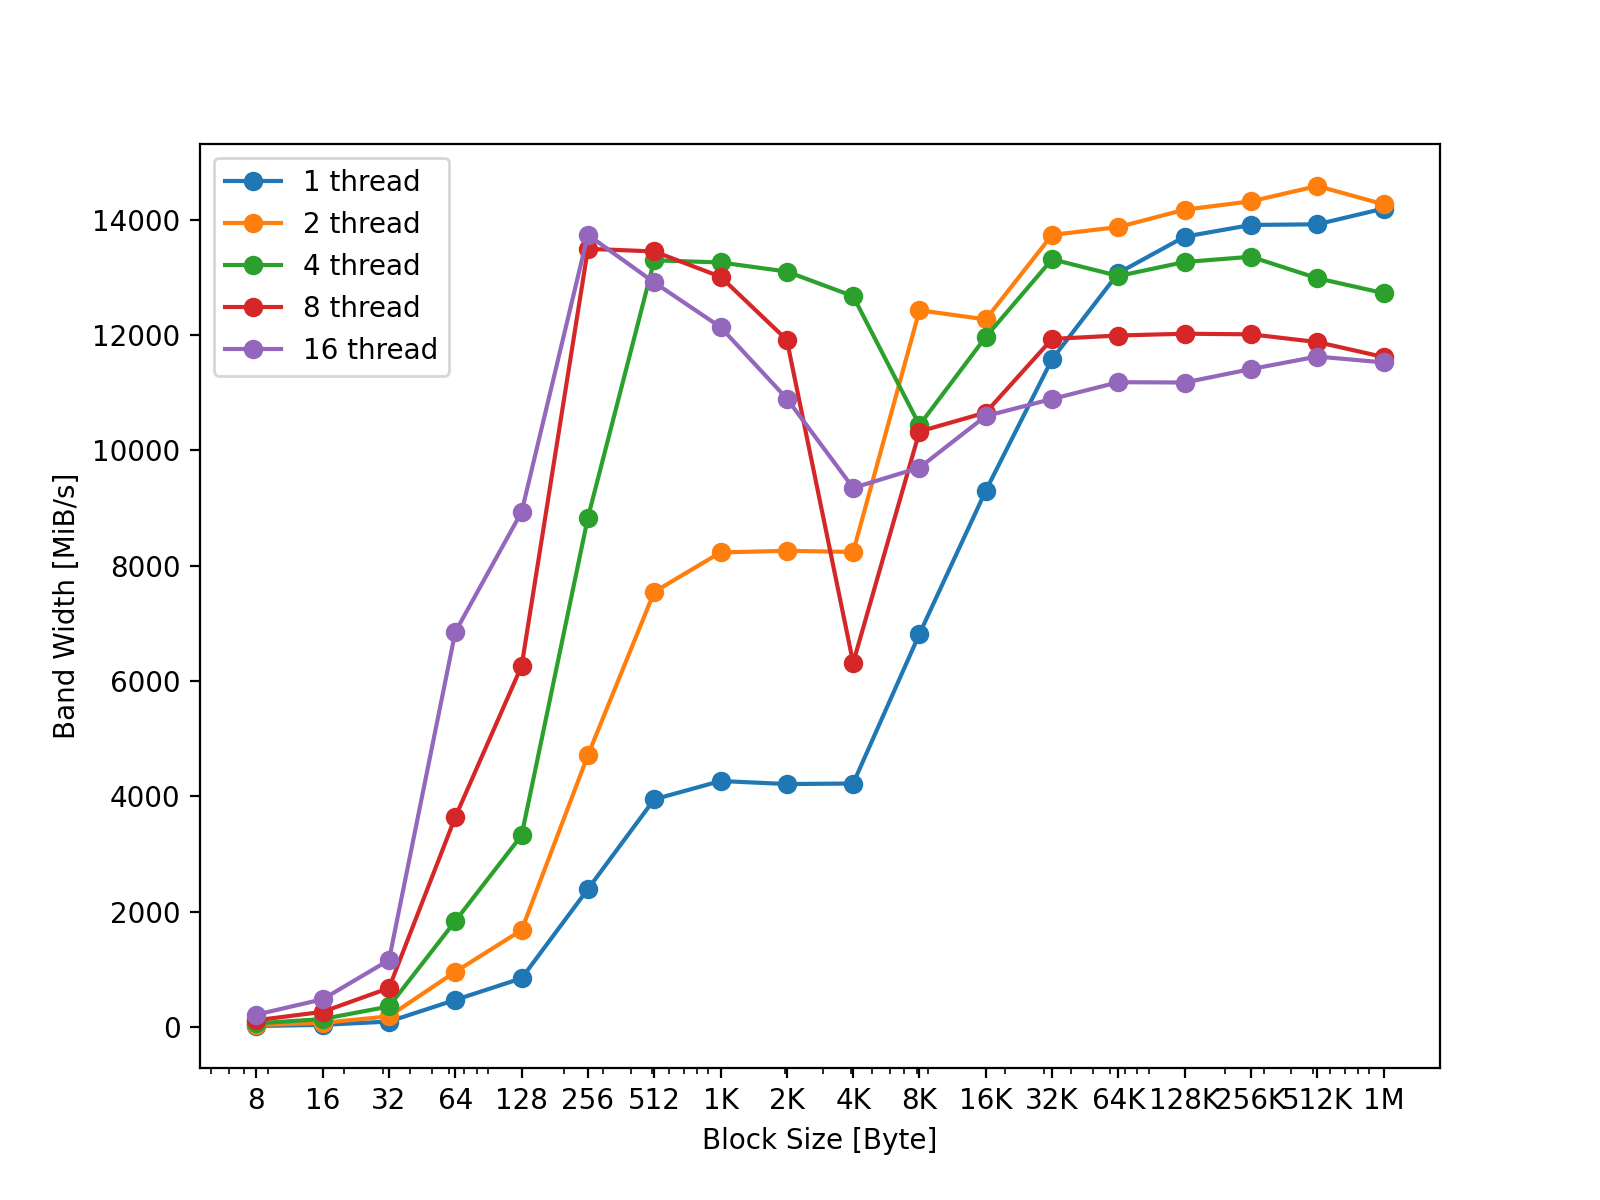 1 thread
2 thread
4 thread
8 thread
16 thread
14000
12000
10000
8000
6000
4000
2000
0
Band Width [MiB/s]
8 16 32 64 128 256 512 1K 2K 4K 8K 16K 32K 64K 128K 256K 512K 1M
Block Size [Byte]